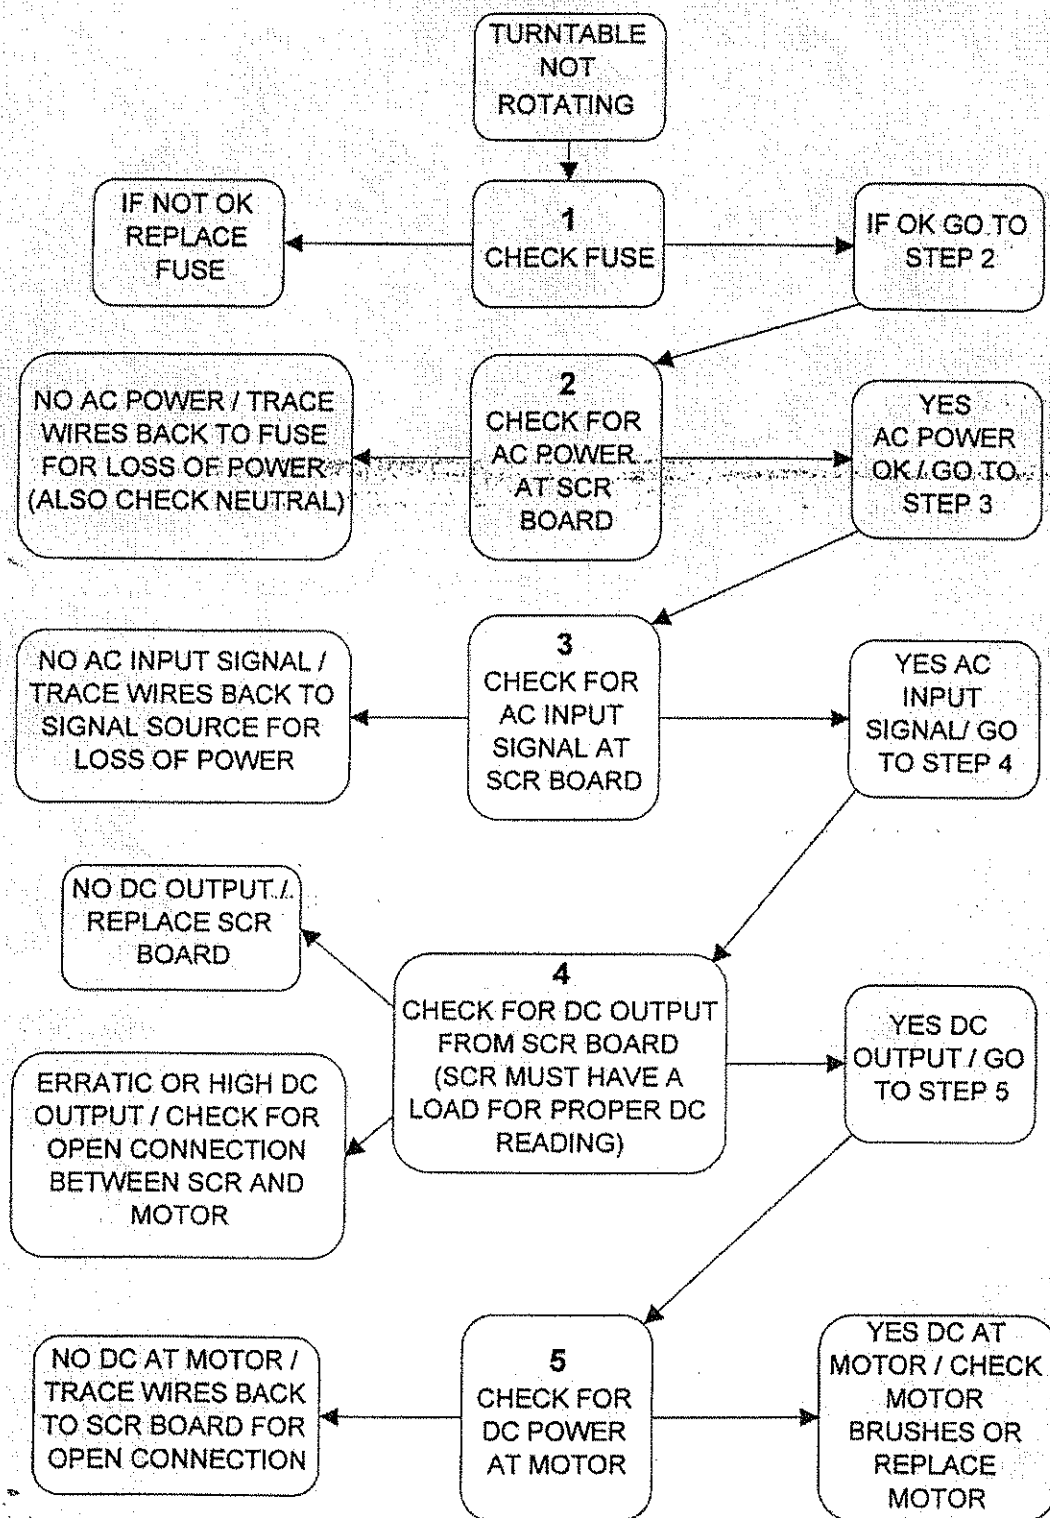 TURNTABLE
NOT
ROTATING
IF NOT OK
REPLACE
FUSE
1
CHECK FUSE
IF OK GO TO
STEP 2
NO AC POWER / TRACE
WIRES BACK TO FUSE
FOR LOSS OF POWER
(ALSO CHECK NEUTRAL)
2
CHECK FOR
AC POWER
AT SCR
BOARD
YES
AC POWER
OK / GO TO
STEP 3
NO AC INPUT SIGNAL /
TRACE WIRES BACK TO
SIGNAL SOURCE FOR
LOSS OF POWER
3
CHECK FOR
AC INPUT
SIGNAL AT
SCR BOARD
YES AC
INPUT
SIGNAL/ GO
TO STEP 4
NO DC OUTPUT /
REPLACE SCR
BOARD
ERRATIC OR HIGH DC
OUTPUT / CHECK FOR
OPEN CONNECTION
BETWEEN SCR AND
MOTOR
4
CHECK FOR DC OUTPUT
FROM SCR BOARD
(SCR MUST HAVE A
LOAD FOR PROPER DC
READING)
YES DC
OUTPUT / GO
TO STEP 5
NO DC AT MOTOR /
TRACE WIRES BACK
TO SCR BOARD FOR
OPEN CONNECTION
5
CHECK FOR
DC POWER
AT MOTOR
YES DC AT
MOTOR / CHECK
MOTOR
BRUSHES OR
REPLACE
MOTOR